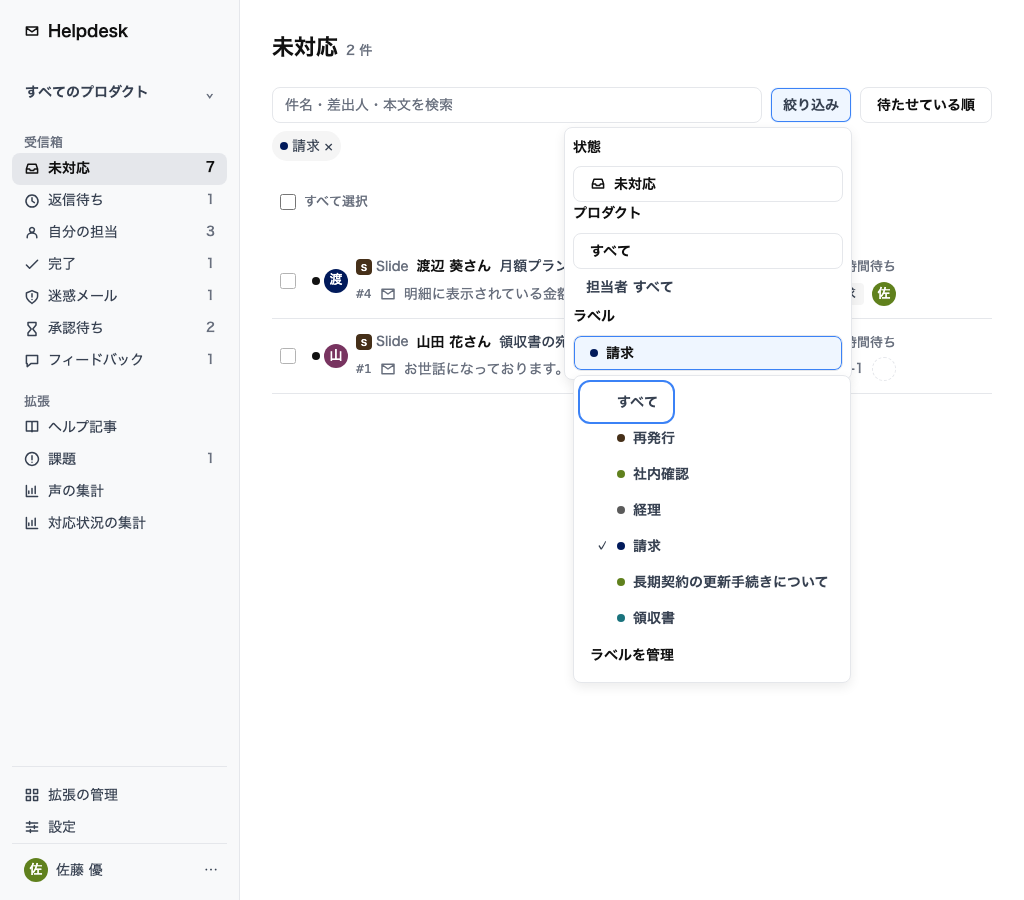 Helpdesk
すべてのプロダクト
受信箱
未対応 7
返信待ち 1
自分の担当 3
完了 1
迷惑メール 1
承認待ち 2
フィードバック 1
拡張
ヘルプ記事
課題 1
声の集計
対応状況の集計
拡張の管理
設定
佐 佐藤 優 ···
未対応 2 件
件名・差出人・本文を検索 絞り込み 待たせている順
請求 ×
すべて選択
渡 S Slide 渡辺 葵さん 月額プラン 時間待ち
#4 明細に表示されている金額 佐
山 S Slide 山田 花さん 領収書の宛 時間待ち
#1 お世話になっております。 -1
状態
未対応
プロダクト
すべて
担当者 すべて
ラベル
請求
すべて
再発行
社内確認
経理
✓ 請求
長期契約の更新手続きについて
領収書
ラベルを管理